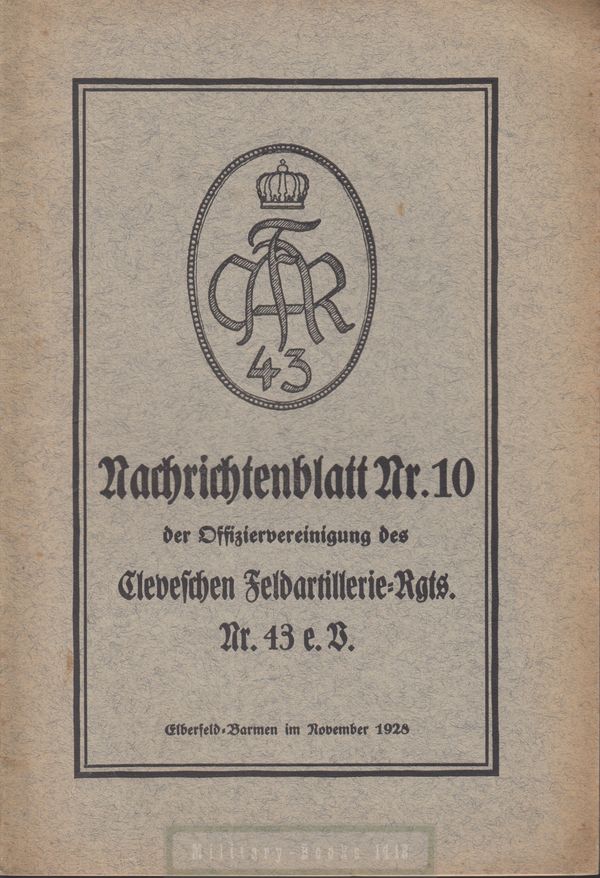 CFAR
43
Nachrichtenblatt Nr. 10
der Offiziervereinigung des
Cleveschen Feldartillerie-Rgts.
Nr. 43 e. V.
Elberfeld-Barmen im November 1928
Military-Books 1418